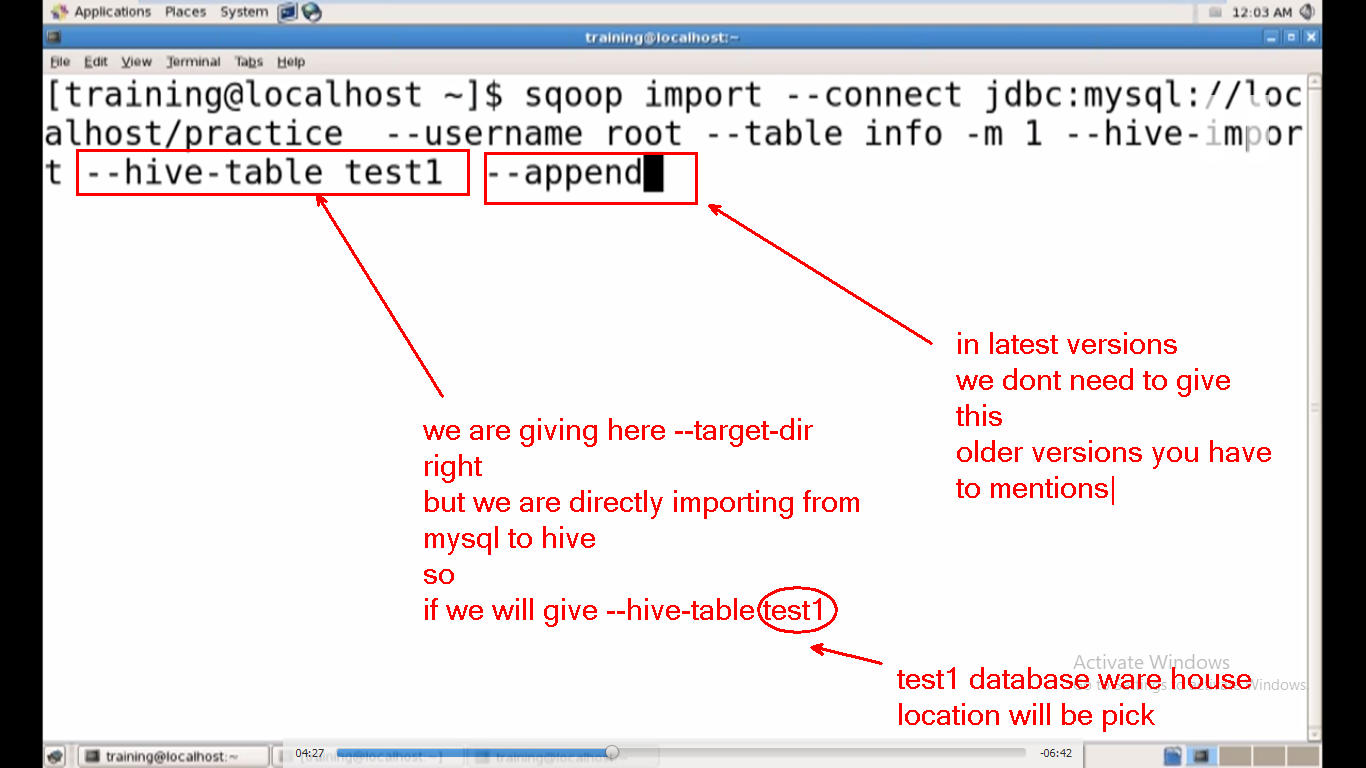 Applications Places System 12:03 AM
training@localhost:~
File Edit View Terminal Tabs Help
[training@localhost ~]$ sqoop import --connect jdbc:mysql://loc
alhost/practice --username root --table info -m 1 --hive-impor
t --hive-table test1 --append
in latest versions
we dont need to give
this
older versions you have
to mentions
we are giving here --target-dir
right
but we are directly importing from
mysql to hive
so
if we will give --hive-table test1
Activate Windows
Go to Settings to activate Windows.
test1 database ware house
location will be pick
training@localhost:~ 04:27 [training@localhost:~] training@localhost:~ -06:42